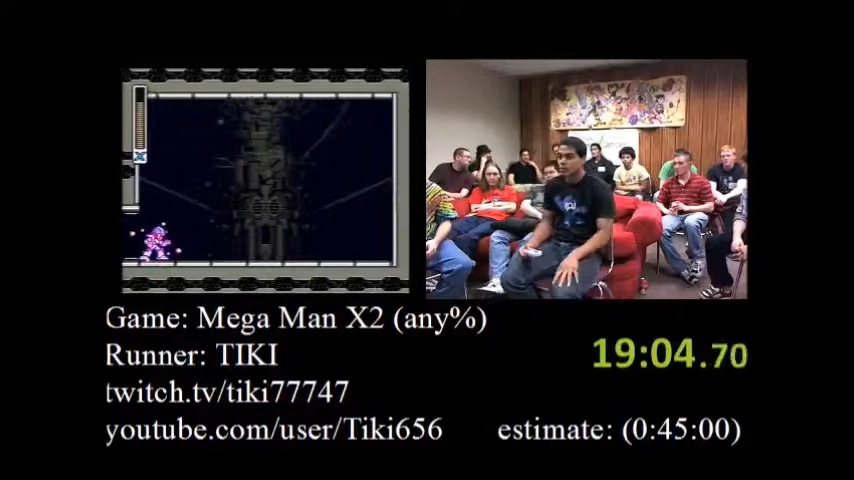 Game: Mega Man X2 (any%)
Runner: TIKI
19:04.70
twitch.tv/tiki77747
youtube.com/user/Tiki656
estimate: (0:45:00)